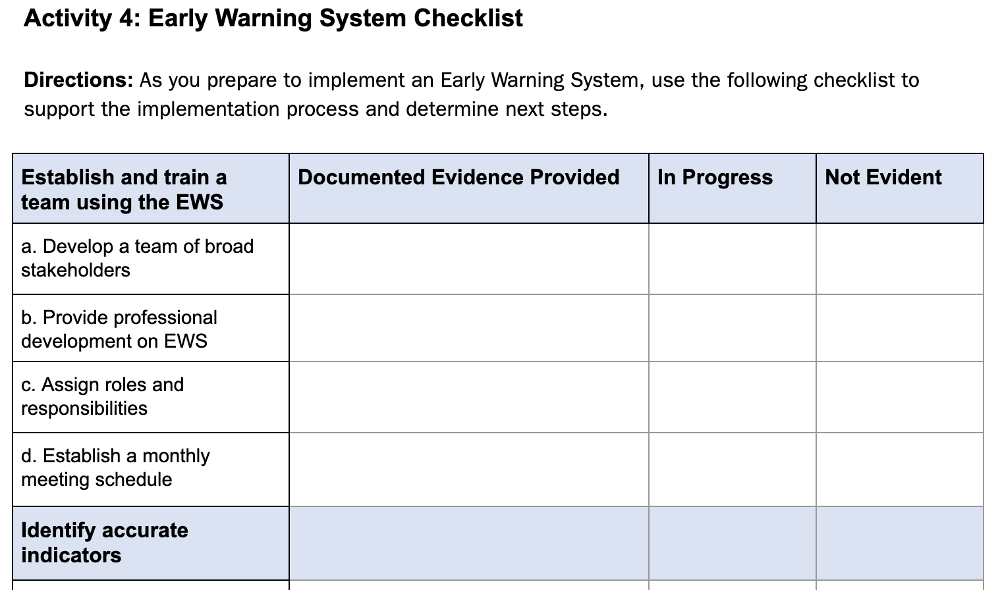 Activity 4: Early Warning System Checklist
Directions: As you prepare to implement an Early Warning System, use the following checklist to
support the implementation process and determine next steps.
Establish and train a
team using the EWS
Documented Evidence Provided
In Progress
Not Evident
a. Develop a team of broad
stakeholders
b. Provide professional
development on EWS
c. Assign roles and
responsibilities
d. Establish a monthly
meeting schedule
Identify accurate
indicators